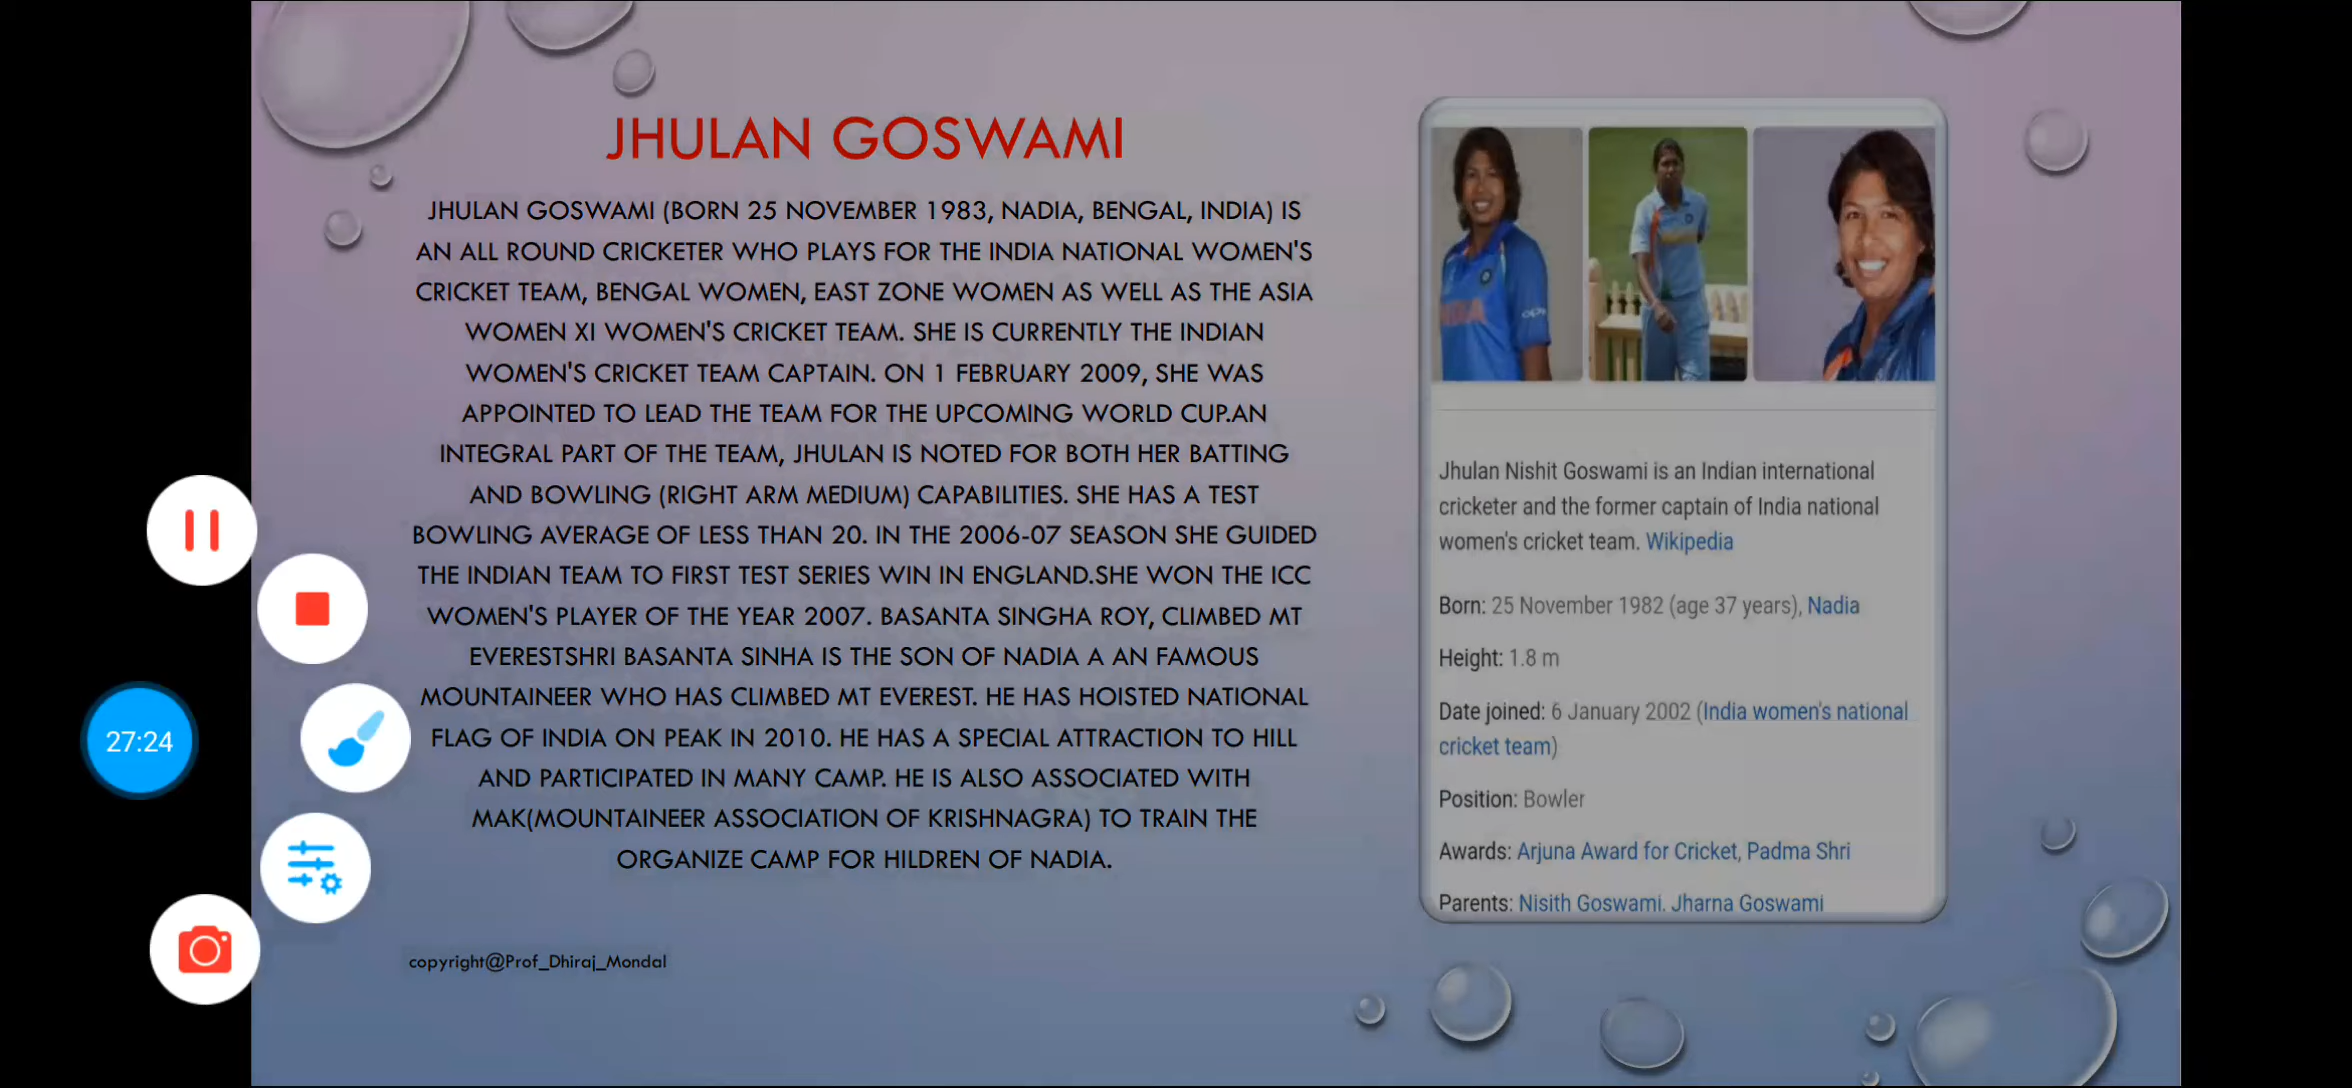 JHULAN GOSWAMI
JHULAN GOSWAMI (BORN 25 NOVEMBER 1983, NADIA, BENGAL, INDIA) IS
AN ALL ROUND CRICKETER WHO PLAYS FOR THE INDIA NATIONAL WOMEN'S
CRICKET TEAM, BENGAL WOMEN, EAST ZONE WOMEN AS WELL AS THE ASIA
WOMEN XI WOMEN'S CRICKET TEAM. SHE IS CURRENTLY THE INDIAN
WOMEN'S CRICKET TEAM CAPTAIN. ON 1 FEBRUARY 2009, SHE WAS
APPOINTED TO LEAD THE TEAM FOR THE UPCOMING WORLD CUP.AN
INTEGRAL PART OF THE TEAM, JHULAN IS NOTED FOR BOTH HER BATTING
AND BOWLING (RIGHT ARM MEDIUM) CAPABILITIES. SHE HAS A TEST
BOWLING AVERAGE OF LESS THAN 20. IN THE 2006-07 SEASON SHE GUIDED
THE INDIAN TEAM TO FIRST TEST SERIES WIN IN ENGLAND.SHE WON THE ICC
WOMEN'S PLAYER OF THE YEAR 2007. BASANTA SINGHA ROY, CLIMBED MT
EVERESTSHRI BASANTA SINHA IS THE SON OF NADIA A AN FAMOUS
MOUNTAINEER WHO HAS CLIMBED MT EVEREST. HE HAS HOISTED NATIONAL
FLAG OF INDIA ON PEAK IN 2010. HE HAS A SPECIAL ATTRACTION TO HILL
AND PARTICIPATED IN MANY CAMP. HE IS ALSO ASSOCIATED WITH
MAK(MOUNTAINEER ASSOCIATION OF KRISHNAGRA) TO TRAIN THE
ORGANIZE CAMP FOR HILDREN OF NADIA.
copyright@Prof_Dhiraj_Mondal
27:24
INDIA
Jhulan Nishit Goswami is an Indian international
cricketer and the former captain of India national
women's cricket team. Wikipedia
Born: 25 November 1982 (age 37 years), Nadia
Height: 1.8 m
Date joined: 6 January 2002 (India women's national
cricket team)
Position: Bowler
Awards: Arjuna Award for Cricket, Padma Shri
Parents: Nisith Goswami, Jharna Goswami